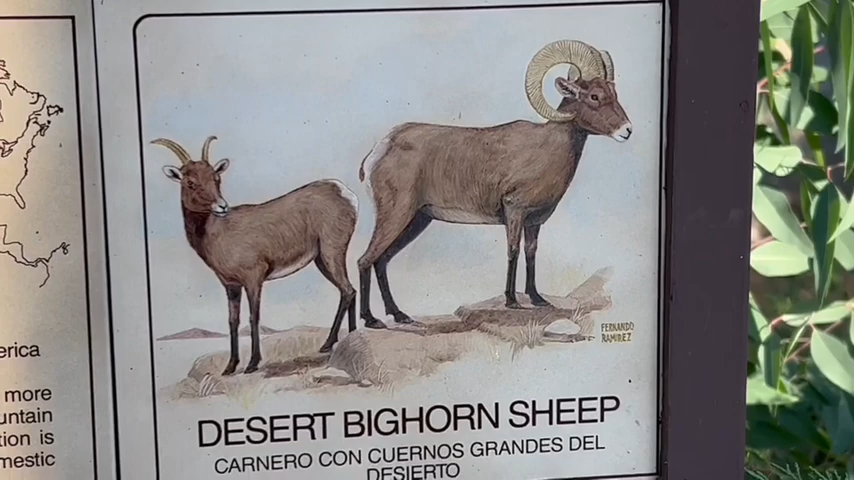 erica
more
untain
tion is
mestic
FERNANDO
RAMIREZ
DESERT BIGHORN SHEEP
CARNERO CON CUERNOS GRANDES DEL
DESIERTO